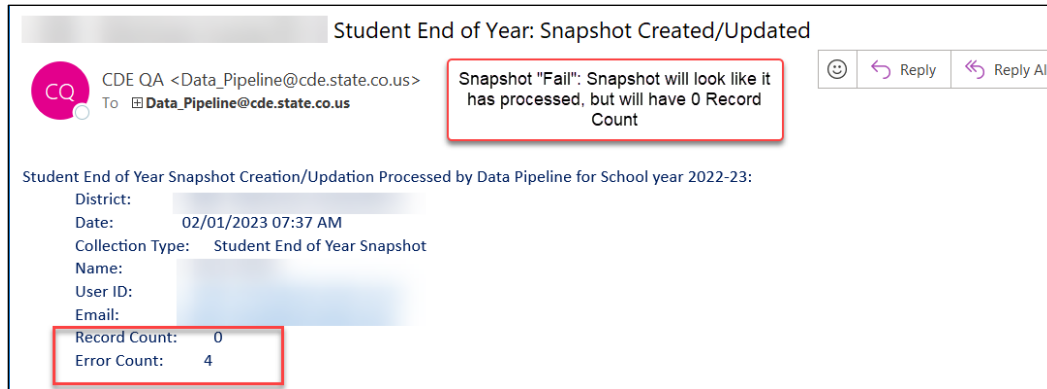 Student End of Year: Snapshot Created/Updated
CQ
CDE QA <Data_Pipeline@cde.state.co.us>
To Data_Pipeline@cde.state.co.us
Snapshot "Fail": Snapshot will look like it
has processed, but will have 0 Record
Count
Reply
Reply Al
Student End of Year Snapshot Creation/Updation Processed by Data Pipeline for School year 2022-23:
District:
Date: 02/01/2023 07:37 AM
Collection Type: Student End of Year Snapshot
Name:
User ID:
Email:
Record Count: 0
Error Count: 4